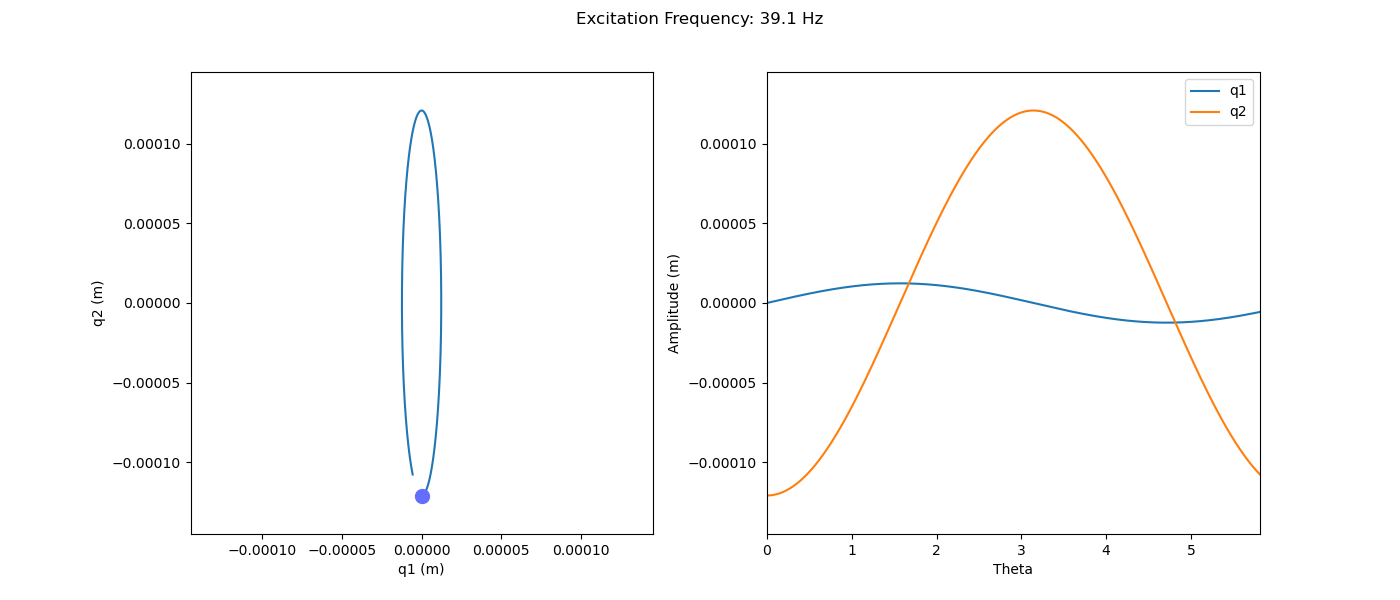 Excitation Frequency: 39.1 Hz
q2 (m)
0.00010
0.00005
0.00000
−0.00005
−0.00010
−0.00010 −0.00005 0.00000 0.00005 0.00010
q1 (m)
Amplitude (m)
0.00010
0.00005
0.00000
−0.00005
−0.00010
0 1 2 3 4 5
Theta
q1
q2